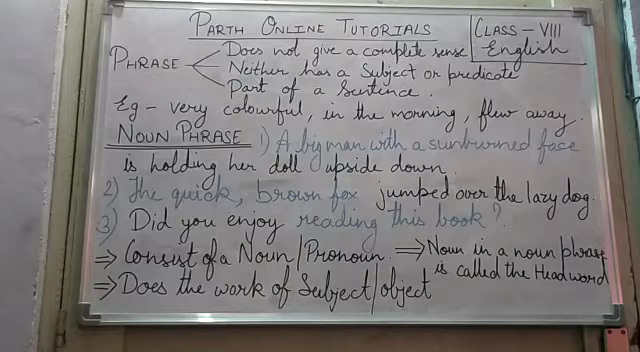 PARTH ONLINE TUTORIALS
CLASS - VIII
English
PHRASE
Does not give a complete sense
Neither has a Subject or predicate
Part of a Sentence.
Eg - very colourful, in the morning, flew away.
NOUN PHRASE 1) A big man with a sunburned face
is holding her doll upside down.
2) The quick, brown fox jumped over the lazy dog.
3) Did you enjoy reading this book?
⇒ Consist of a Noun/Pronoun. ⇒ Noun in a noun phrase
is called the Headword
⇒ Does the work of Subject/object